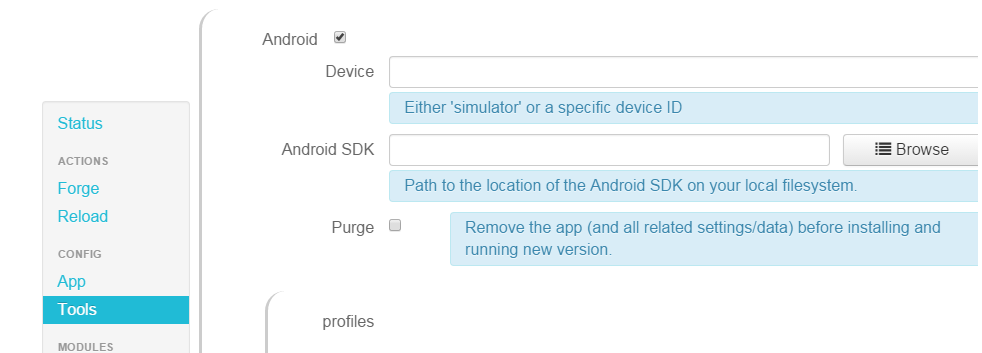 Status
ACTIONS
Forge
Reload
CONFIG
App
Tools
MODULES
Android
Device
Either 'simulator' or a specific device ID
Android SDK
Browse
Path to the location of the Android SDK on your local filesystem.
Purge
Remove the app (and all related settings/data) before installing and
running new version.
profiles